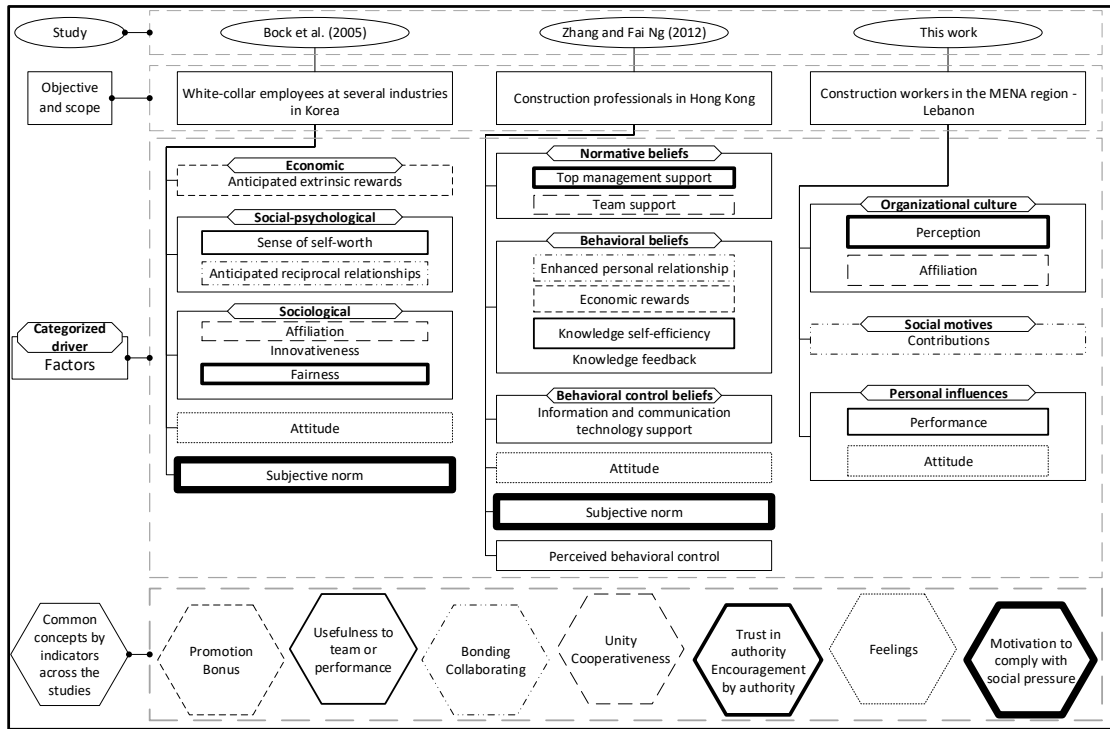 Study
Bock et al. (2005)
Zhang and Fai Ng (2012)
This work
Objective
and scope
White-collar employees at several industries
in Korea
Construction professionals in Hong Kong
Construction workers in the MENA region -
Lebanon
Categorized
driver
Factors
Economic
Anticipated extrinsic rewards
Social-psychological
Sense of self-worth
Anticipated reciprocal relationships
Sociological
Affiliation
Innovativeness
Fairness
Attitude
Subjective norm
Normative beliefs
Top management support
Team support
Behavioral beliefs
Enhanced personal relationship
Economic rewards
Knowledge self-efficiency
Knowledge feedback
Behavioral control beliefs
Information and communication
technology support
Attitude
Subjective norm
Perceived behavioral control
Organizational culture
Perception
Affiliation
Social motives
Contributions
Personal influences
Performance
Attitude
Common
concepts by
indicators
across the
studies
Promotion
Bonus
Usefulness to
team or
performance
Bonding
Collaborating
Unity
Cooperativeness
Trust in
authority
Encouragement
by authority
Feelings
Motivation to
comply with
social pressure